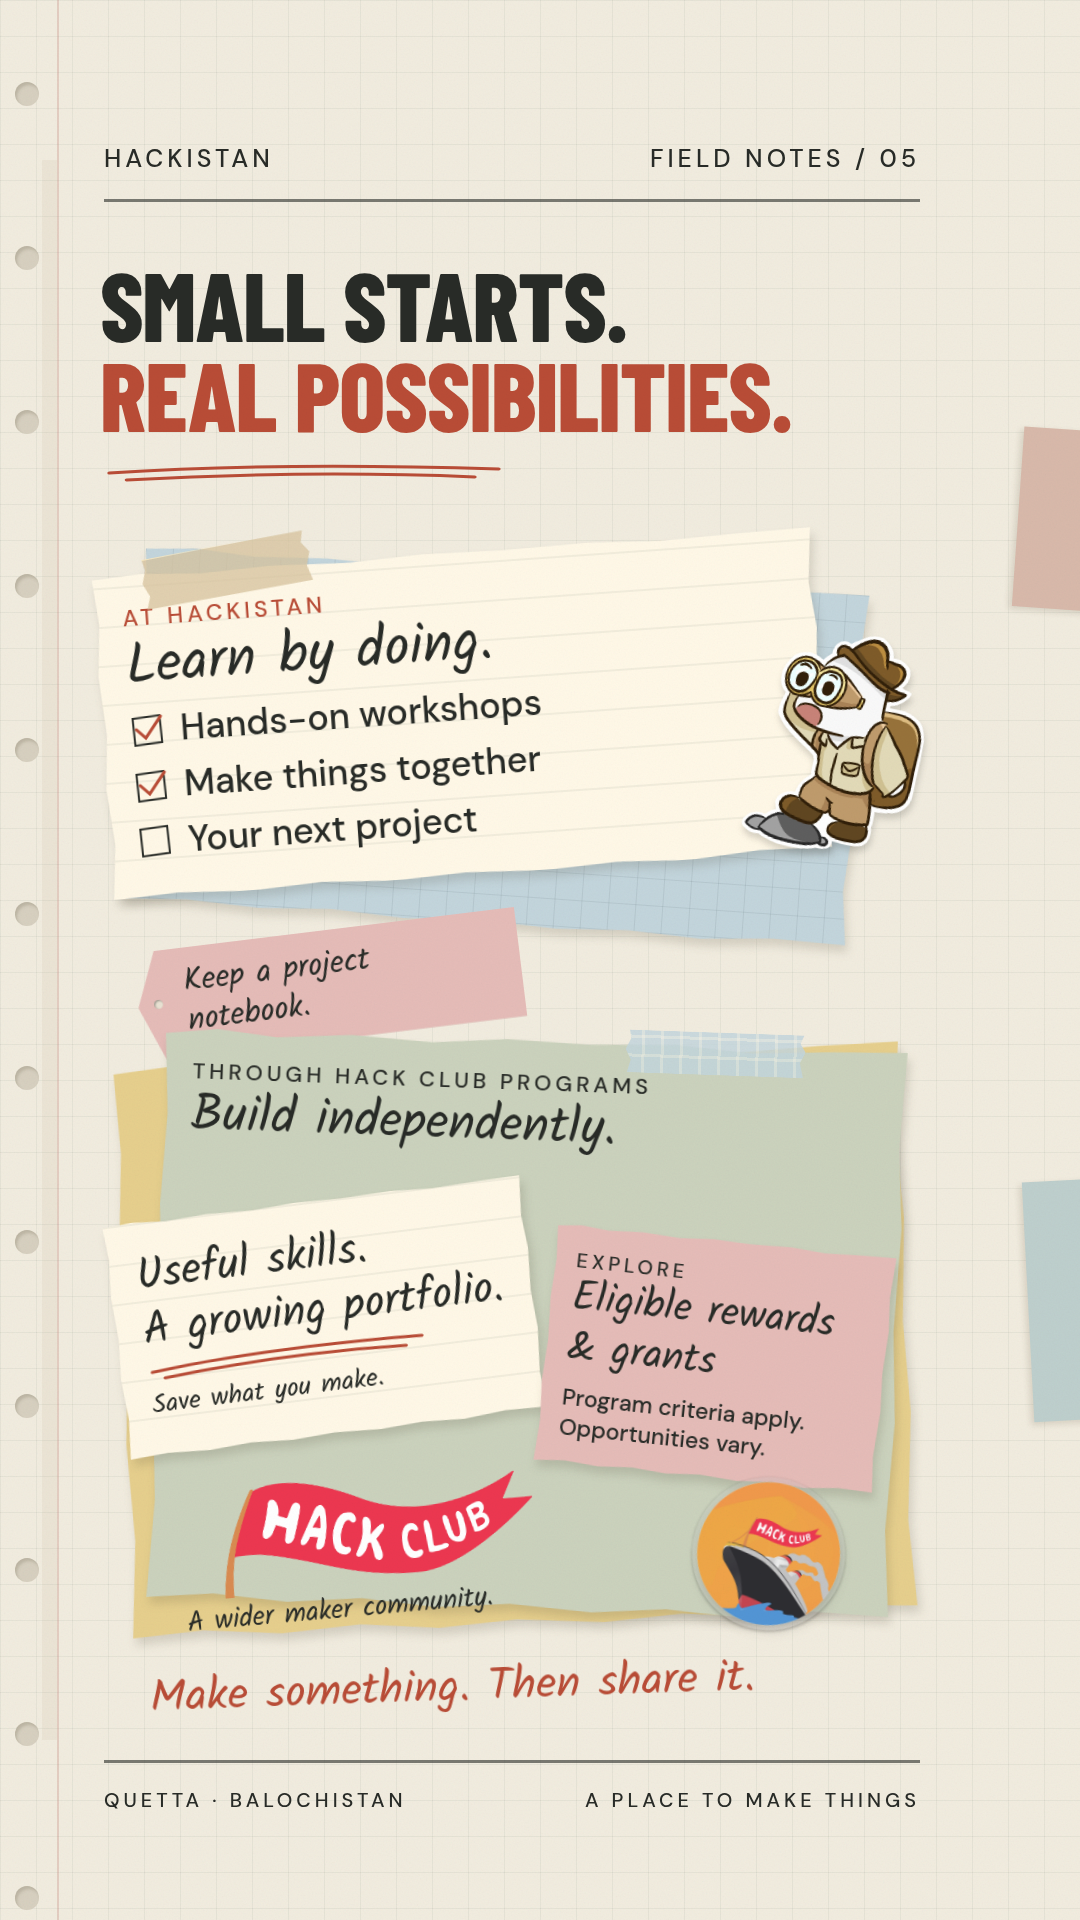 HACKISTAN
FIELD NOTES / 05
SMALL STARTS.
REAL POSSIBILITIES.
AT HACKISTAN
Learn by doing.
Hands-on workshops
Make things together
Your next project
Keep a project
notebook.
THROUGH HACK CLUB PROGRAMS
Build independently.
Useful skills.
A growing portfolio.
Save what you make.
EXPLORE
Eligible rewards
& grants
Program criteria apply.
Opportunities vary.
HACK CLUB
HACK CLUB
A wider maker community.
Make something. Then share it.
QUETTA · BALOCHISTAN
A PLACE TO MAKE THINGS